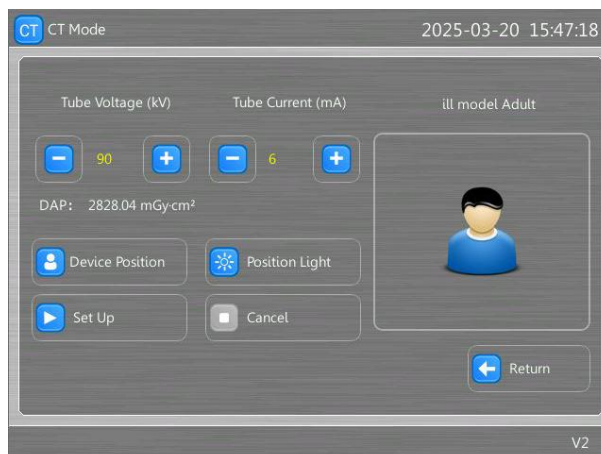 CT CT Mode 2025-03-20 15:47:18
Tube Voltage (kV) Tube Current (mA) ill model Adult
90 6
DAP: 2828.04 mGy·cm²
Device Position Position Light
Set Up Cancel
Return
V2